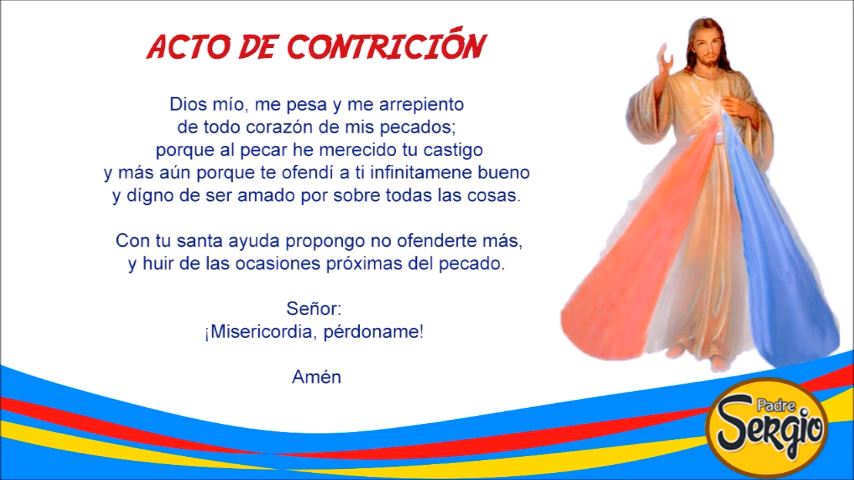 ACTO DE CONTRICIÓN
Dios mío, me pesa y me arrepiento
de todo corazón de mis pecados;
porque al pecar he merecido tu castigo
y más aún porque te ofendí a ti infinitamene bueno
y dígno de ser amado por sobre todas las cosas.
Con tu santa ayuda propongo no ofenderte más,
y huir de las ocasiones próximas del pecado.
Señor:
¡Misericordia, pérdoname!
Amén
Padre
Sergio